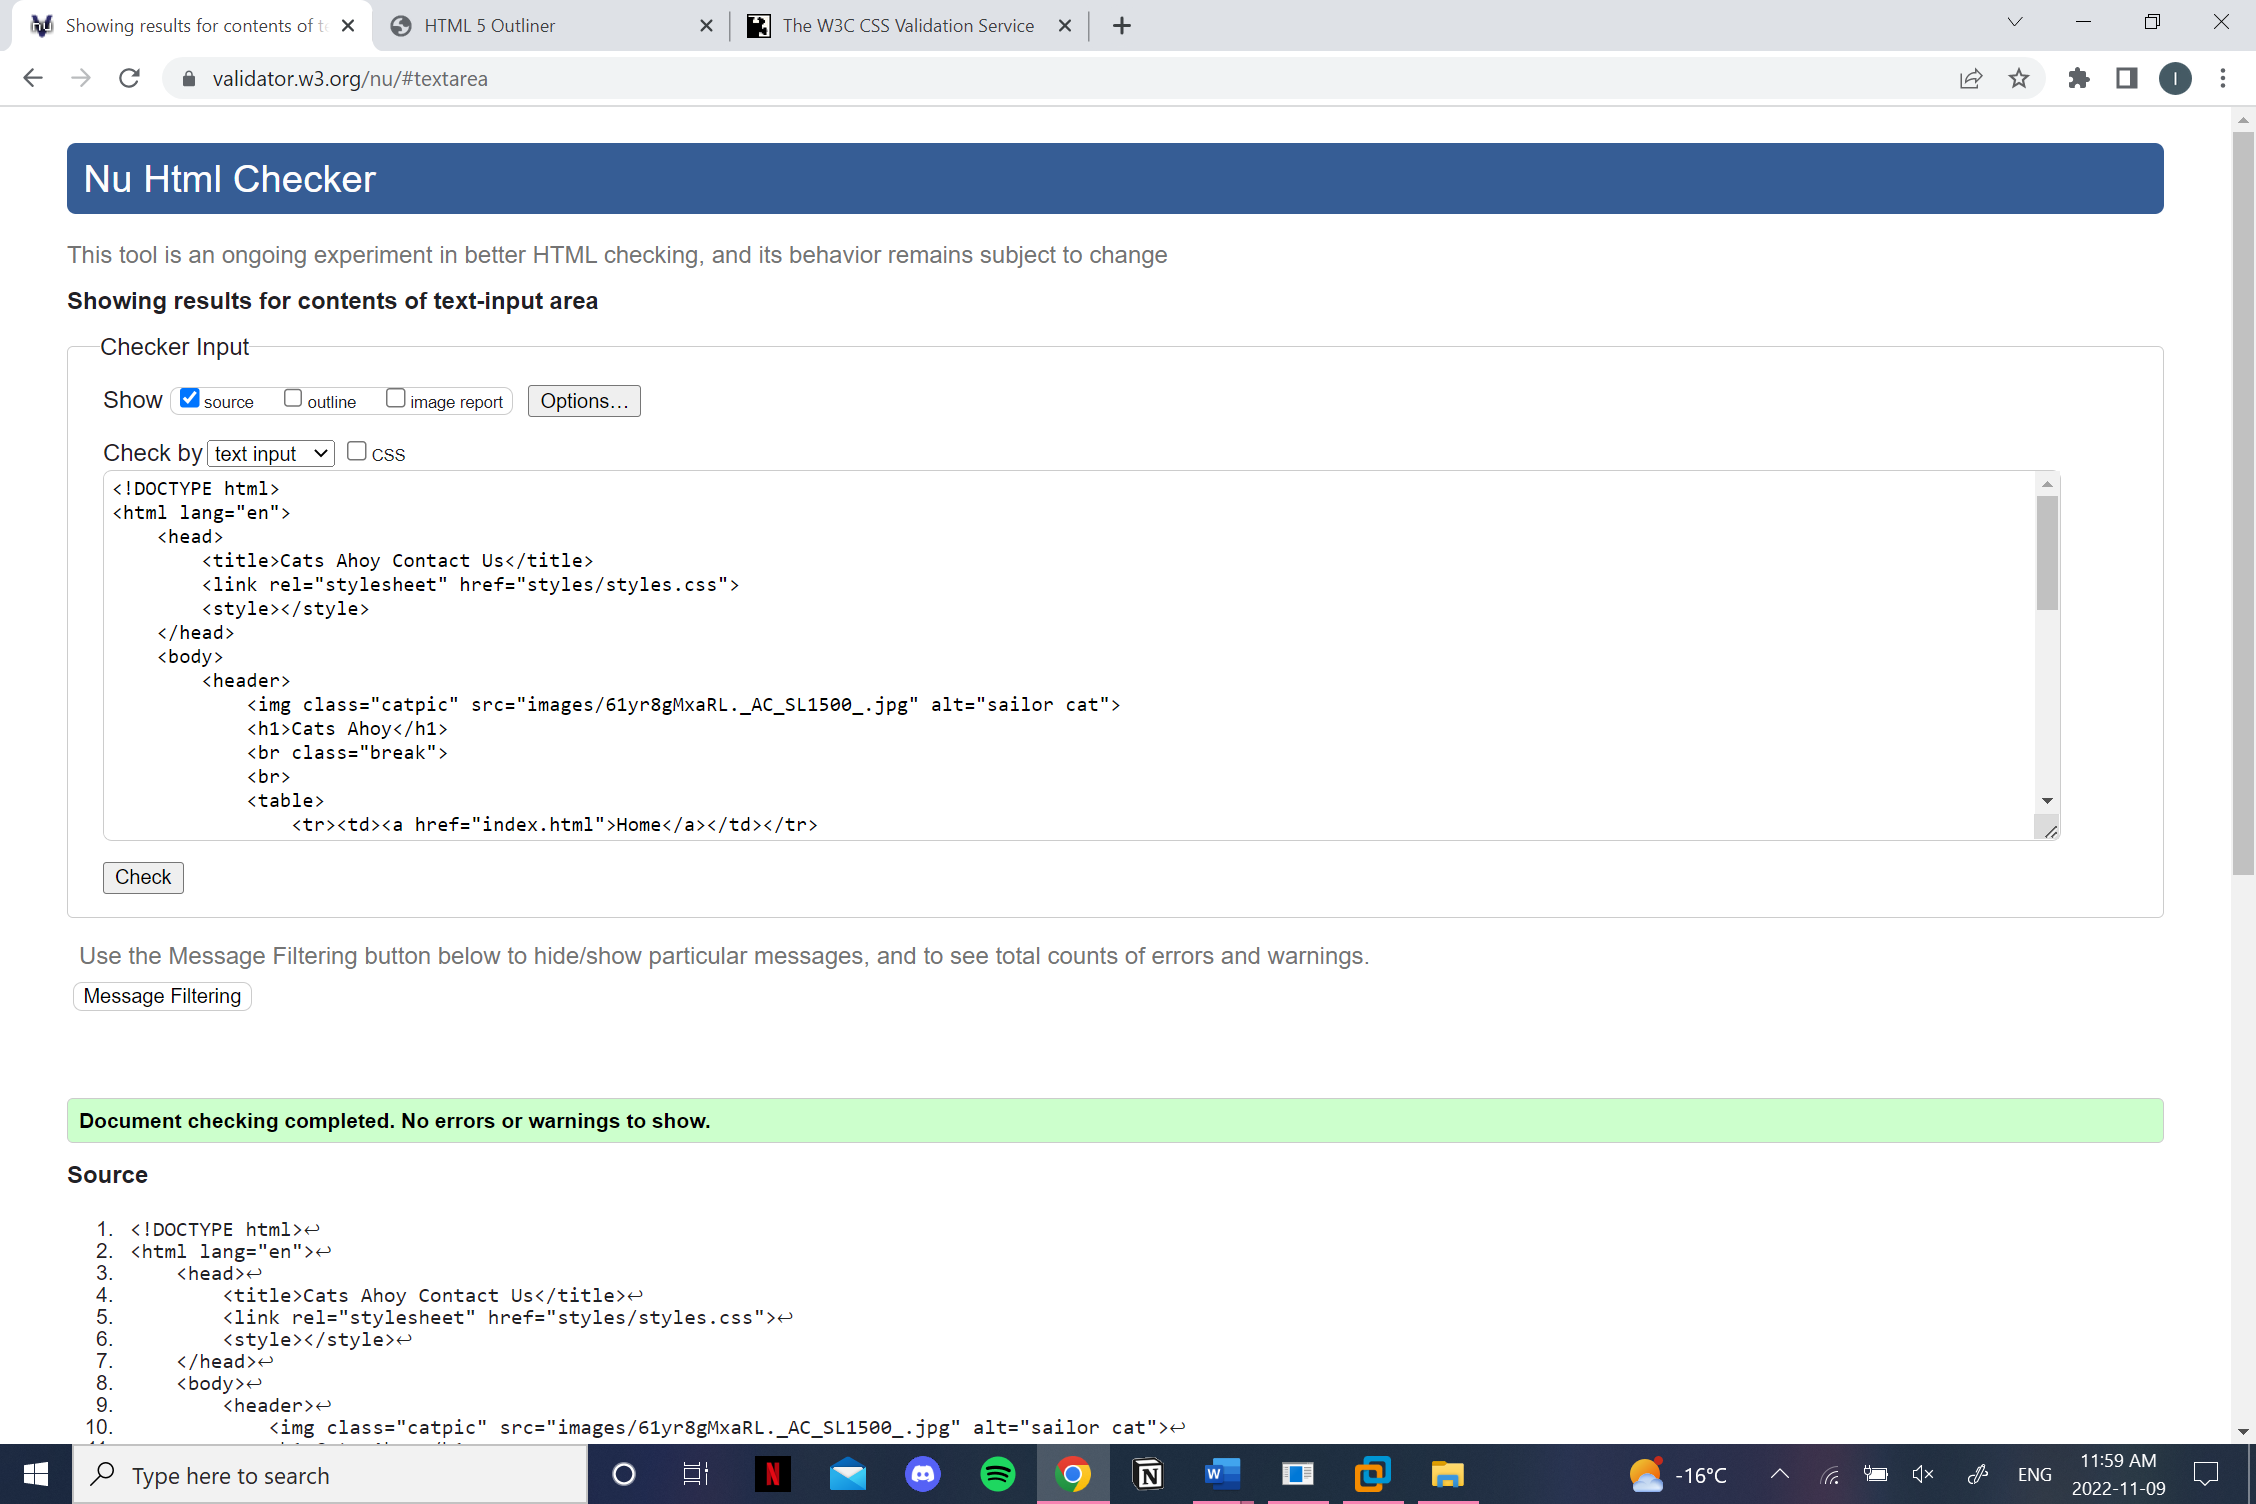 Showing results for contents of te
HTML 5 Outliner
The W3C CSS Validation Service
validator.w3.org/nu/#textarea
I
Nu Html Checker
This tool is an ongoing experiment in better HTML checking, and its behavior remains subject to change
Showing results for contents of text-input area
Checker Input
Show source outline image report Options...
Check by text input CSS
<!DOCTYPE html>
<html lang="en">
    <head>
        <title>Cats Ahoy Contact Us</title>
        <link rel="stylesheet" href="styles/styles.css">
        <style></style>
    </head>
    <body>
        <header>
            <img class="catpic" src="images/61yr8gMxaRL._AC_SL1500_.jpg" alt="sailor cat">
            <h1>Cats Ahoy</h1>
            <br class="break">
            <br>
            <table>
                <tr><td><a href="index.html">Home</a></td></tr>
Check
Use the Message Filtering button below to hide/show particular messages, and to see total counts of errors and warnings.
Message Filtering
Document checking completed. No errors or warnings to show.
Source
1. <!DOCTYPE html>↩
2. <html lang="en">↩
3.     <head>↩
4.         <title>Cats Ahoy Contact Us</title>↩
5.         <link rel="stylesheet" href="styles/styles.css">↩
6.         <style></style>↩
7.     </head>↩
8.     <body>↩
9.         <header>↩
10.             <img class="catpic" src="images/61yr8gMxaRL._AC_SL1500_.jpg" alt="sailor cat">↩
Type here to search
-16°C
ENG
11:59 AM
2022-11-09